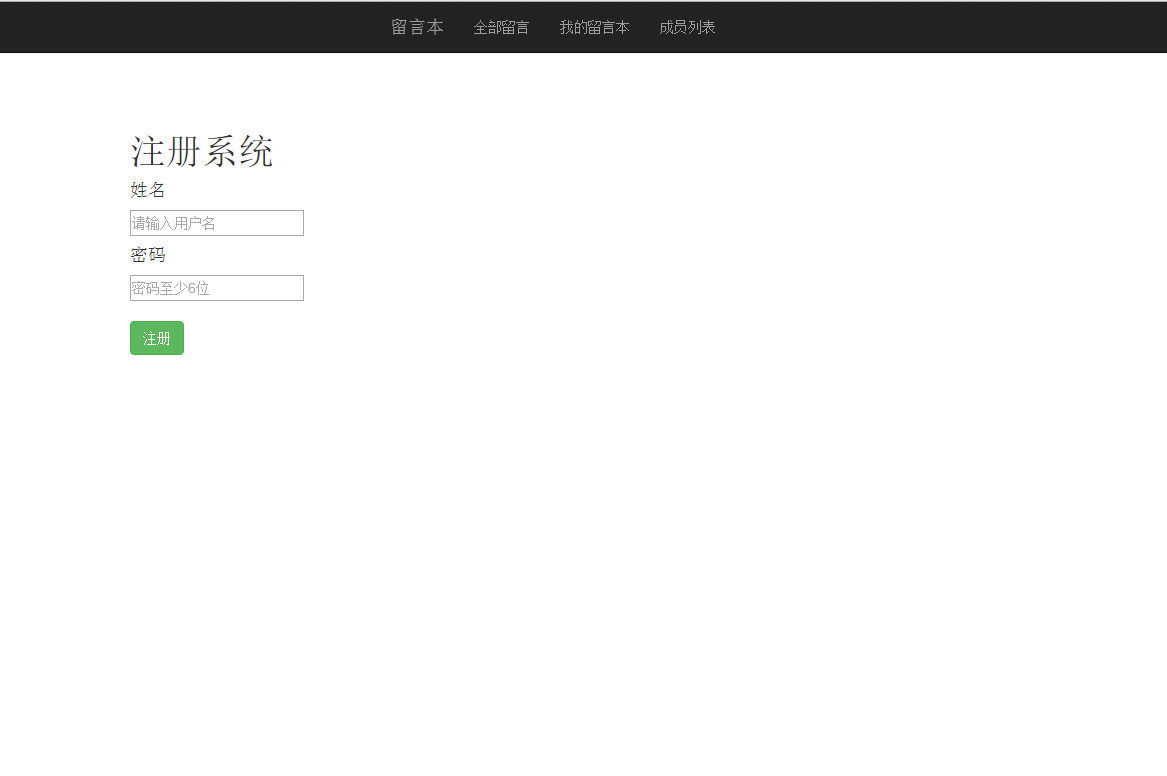 留言本 全部留言 我的留言本 成员列表
注册系统
姓名
请输入用户名
密码
密码至少6位
注册